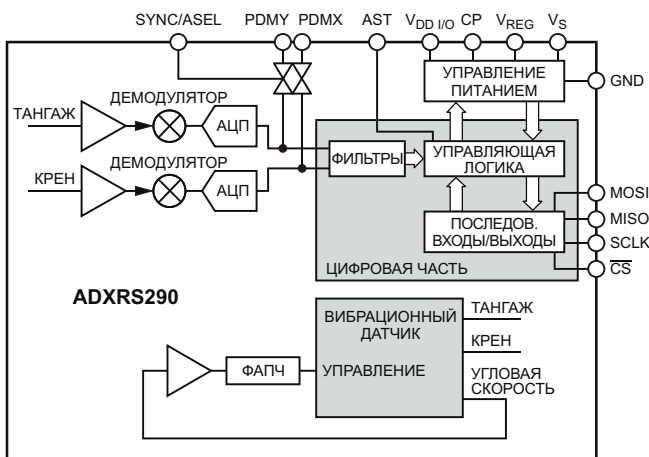 SYNC/ASEL PDMY PDMX AST VDD I/O CP VREG VS
УПРАВЛЕНИЕ
ПИТАНИЕМ
GND
ТАНГАЖ
ДЕМОДУЛЯТОР
АЦП
КРЕН
ДЕМОДУЛЯТОР
АЦП
ФИЛЬТРЫ
УПРАВЛЯЮЩАЯ
ЛОГИКА
ПОСЛЕДОВ.
ВХОДЫ/ВЫХОДЫ
MOSI
MISO
SCLK
CS
ЦИФРОВАЯ ЧАСТЬ
ADXRS290
ВИБРАЦИОННЫЙ
ДАТЧИК
УПРАВЛЕНИЕ
ТАНГАЖ
КРЕН
УГЛОВАЯ
СКОРОСТЬ
ФАПЧ